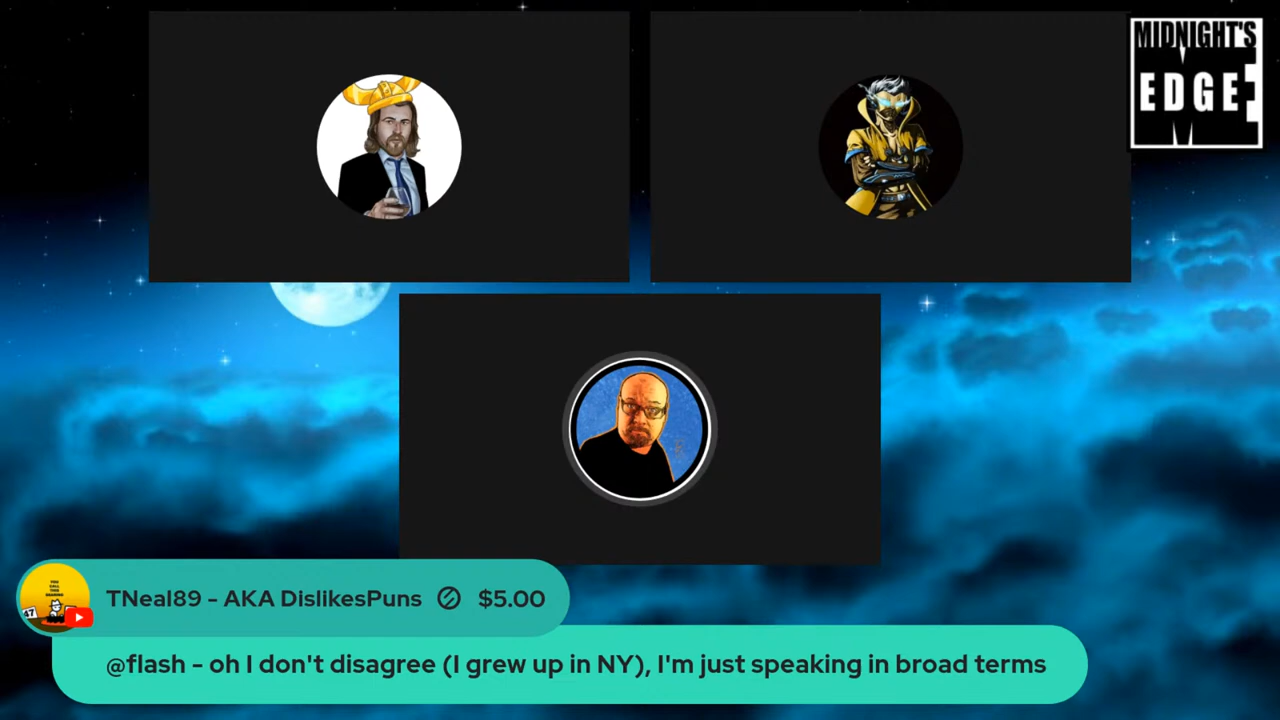 MIDNIGHT'S
EDGE
TNeal89 - AKA DislikesPuns $5.00
@flash - oh I don't disagree (I grew up in NY), I'm just speaking in broad terms